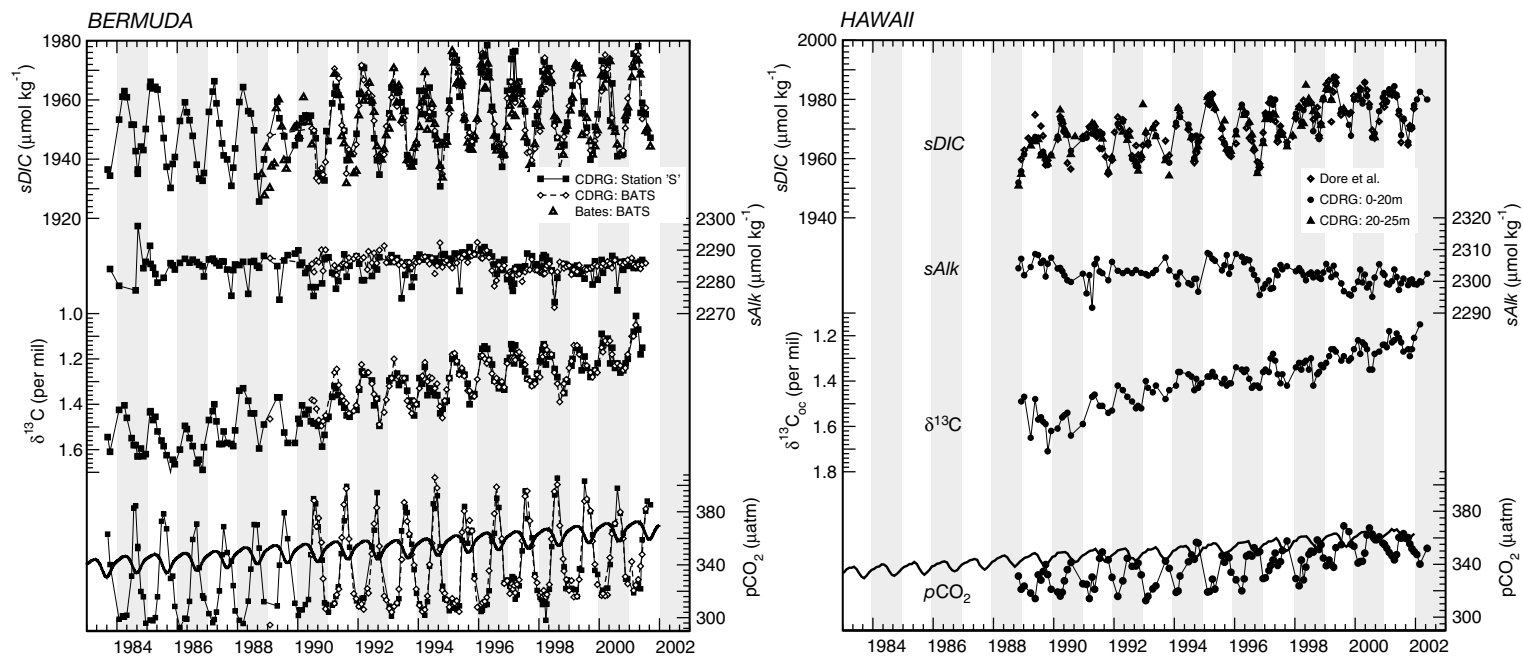 BERMUDA
1980
1960
1940
1920
sDIC (µmol kg⁻¹)
CDRG: Station 'S'
CDRG: BATS
Bates: BATS
2300
2290
2280
2270
sAlk (µmol kg⁻¹)
1.0
1.2
1.4
1.6
δ¹³C (per mil)
380
360
340
320
300
pCO₂ (µatm)
1984 1986 1988 1990 1992 1994 1996 1998 2000 2002
HAWAII
2000
1980
1960
1940
sDIC (µmol kg⁻¹)
sDIC
Dore et al.
CDRG: 0-20m
CDRG: 20-25m
2320
2310
2300
2290
sAlk (µmol kg⁻¹)
sAlk
1.2
1.4
1.6
1.8
δ¹³Cₒc (per mil)
δ¹³C
380
360
340
320
300
pCO₂ (µatm)
pCO₂
1984 1986 1988 1990 1992 1994 1996 1998 2000 2002